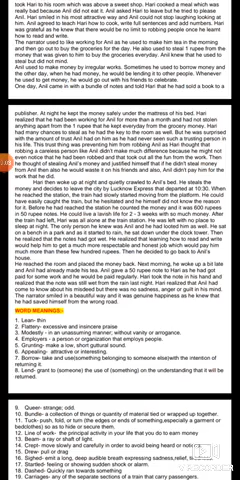 took Hari to his room which was above a sweet shop. Hari cooked a meal which was
really bad because Anil did not eat it. Anil asked Hari to leave but he tried to please
Anil. Hari smiled in his most attractive way and Anil could not stop laughing looking at
him. Anil agreed to teach Hari how to cook, write full sentences and add numbers. Hari
was grateful as he knew that there would be no limit to robbing people once he learnt
how to read and write.
The narrator used to like working for Anil as he used to make him tea in the morning
and then go out to buy the groceries for the day. He also used to steal 1 rupee from the
money that was given to him to buy the groceries everyday. Anil knew that he used to
steal but did not mind.
Anil used to make money by irregular works. Sometimes he used to borrow money and
the other day, when he had money, he would be lending it to other people. Whenever
he used to get money, he would go out with his friends to celebrate.
One day, Anil came in with a bundle of notes and told Hari that he had sold a book to a
publisher. At night he kept the money safely under the mattress of his bed. Hari
realized that he had been working for Anil for more than a month and had not stolen
anything apart from the 1 rupee that he kept everyday from the grocery money. Hari
had many chances to steal as he had the key to the room as well. But he was surprised
with the amount of trust Anil had on him as he had never seen such a trusting person in
his life. This trust thing was preventing him from robbing Anil as Hari thought that
robbing a careless person like Anil didn't make much difference because he might not
even notice that he had been robbed and that took out all the fun from the work. Then
he thought of stealing Anil's money and justified himself that if he didn't steal money
from Anil then also he would waste it on his friends and also, Anil didn't pay him for the
work that he did.
Hari then woke up at night and quietly crawled to Anil's bed. He steals the
money and decides to leave the city by Lucknow Express that departed at 10:30. When
he reached the station, the train had slowly started moving from the platform. He could
have easily caught the train, but he hesitated and he himself did not know the reason
for it. Before he had reached the station he counted the money and it was 600 rupees
in 50 rupee notes. He could live a lavish life for 2 - 3 weeks with so much money. After
the train had left, Hari was all alone at the train station. He was left with no place to
sleep at night. The only person he knew was Anil and he had looted him as well. He sat
on a bench in a park and as it started to rain, he sat down under the clock tower. Then
he realized that the notes had got wet. He realized that learning how to read and write
would help him to get a much more respectable and honest job which would pay him
much more than these few hundred rupees. Then he decided to go back to Anil's
house.
He reached the room and placed the money back. Next morning, he woke up a bit late
and Anil had already made his tea. Anil gave a 50 rupee note to Hari as he had got
paid for some work and he would be paid regularly. Hari took the note in his hand and
realized that the note was still wet from the rain last night. Hari realized that Anil had
come to know about his misdeed but there was no sadness, anger or guilt in his mind.
The narrator smiled in a beautiful way and it was genuine happiness as he knew that
he had saved himself from the wrong road.
WORD MEANINGS:-
1. Lean- thin
2. Flattery- excessive and insincere praise
3. Modestly - in an unassuming manner; without vanity or arrogance.
4. Employers - a person or organization that employs people.
5. Grunting- make a low, short guttural sound.
6. Appealing- attractive or interesting.
7. Borrow- take and use(something belonging to someone else)with the intention of
returning it.
8. Lend- grant to (someone) the use of (something) on the understanding that it will be
returned.
9. Queer- strange; odd.
10. Bundle- a collection of things or quantity of material tied or wrapped up together.
11. Tuck- push, fold, or turn (the edges or ends of something,especially a garment or
bedclothes) so as to hide or secure them.
12. Line of work- the principal activity in your life that you do to earn money.
13. Beam- a ray or shaft of light.
14. Crept- move slowly and carefully in order to avoid being heard or
15. Drew- pull or drag
16. Sighed- emit a long, deep audible breath expressing sadness,relief,
17. Startled- feeling or showing sudden shock or alarm.
18. Dashed- Quickly ran towards something
19. Carriages- any of the separate sections of a train that carry passengers.